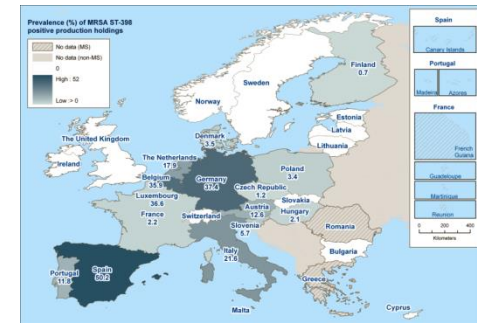 Prevalence (%) of MRSA ST-398
positive production holdings
No data (MS)
No data (non-MS)
0
High : 52
Low :> 0
Finland
0.7
Sweden
Norway
Estonia
Latvia
Lithuania
Denmark
3.5
The United Kingdom
Ireland
The Netherlands
17.9
Belgium
35.9
Germany
37.4
Poland
3.4
Luxembourg
36.6
Czech Republic
1.2
Slovakia
France
2.2
Switzerland
Austria
12.6
Hungary
2.1
Slovenia
5.7
Romania
Italy
21.6
Bulgaria
Portugal
11.8
Spain
50.2
Greece
Malta
Cyprus
Spain
Canary Islands
Portugal
Madeira
Azores
France
French
Guiana
Guadeloupe
Martinique
Reunion
0 200 400
Kilometers